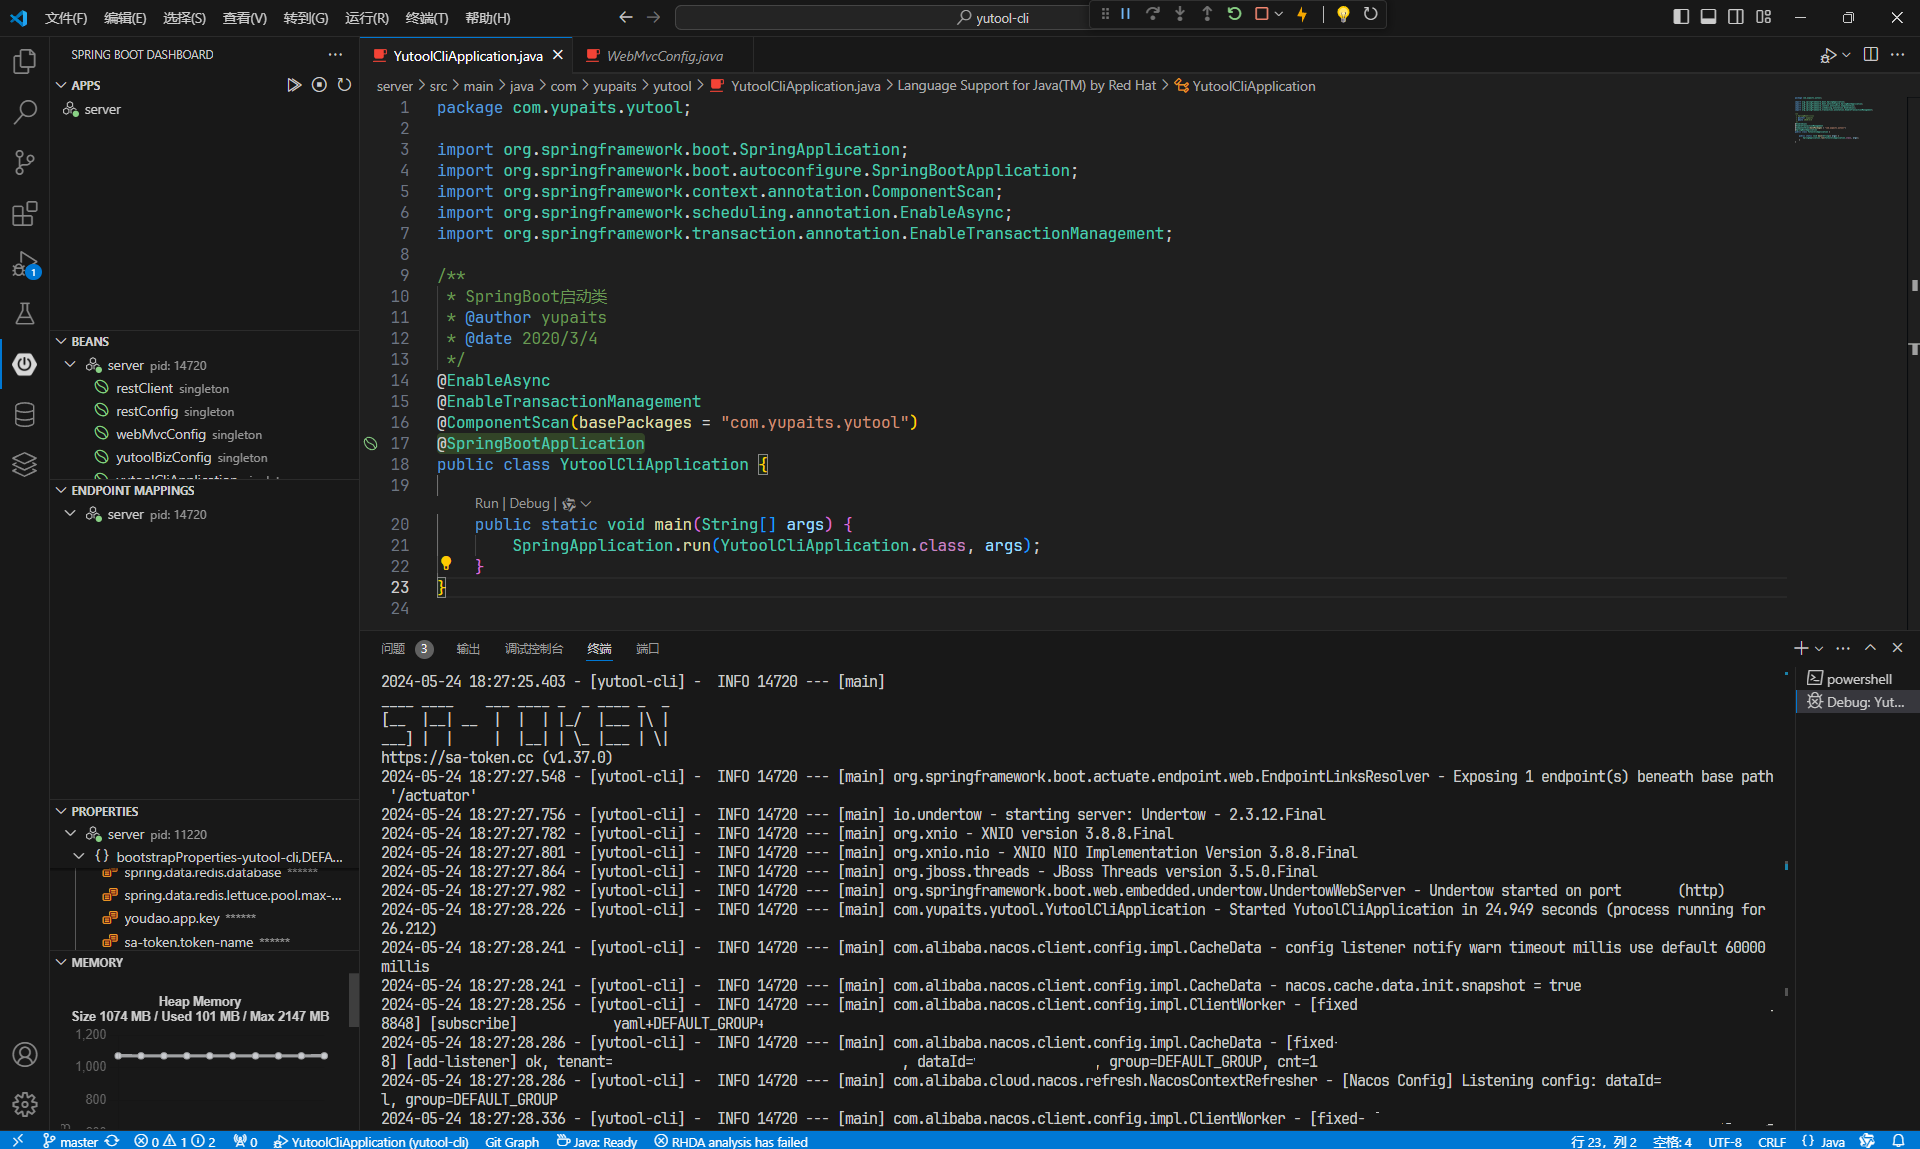 文件(F) 编辑(E) 选择(S) 查看(V) 转到(G) 运行(R) 终端(T) 帮助(H)
yutool-cli
SPRING BOOT DASHBOARD
APPS
server
BEANS
server pid: 14720
restClient singleton
restConfig singleton
webMvcConfig singleton
yutoolBizConfig singleton
ENDPOINT MAPPINGS
server pid: 14720
PROPERTIES
server pid: 11220
bootstrapProperties-yutool-cli,DEFA...
spring.data.redis.database ******
spring.data.redis.lettuce.pool.max-...
youdao.app.key ******
sa-token.token-name ******
MEMORY
Heap Memory
Size 1074 MB / Used 101 MB / Max 2147 MB
1,200
1,000
800
YutoolCliApplication.java
WebMvcConfig.java
server > src > main > java > com > yupaits > yutool > YutoolCliApplication.java > Language Support for Java(TM) by Red Hat > YutoolCliApplication
1 package com.yupaits.yutool;
2
3 import org.springframework.boot.SpringApplication;
4 import org.springframework.boot.autoconfigure.SpringBootApplication;
5 import org.springframework.context.annotation.ComponentScan;
6 import org.springframework.scheduling.annotation.EnableAsync;
7 import org.springframework.transaction.annotation.EnableTransactionManagement;
8
9 /**
10 * SpringBoot启动类
11 * @author yupaits
12 * @date 2020/3/4
13 */
14 @EnableAsync
15 @EnableTransactionManagement
16 @ComponentScan(basePackages = "com.yupaits.yutool")
17 @SpringBootApplication
18 public class YutoolCliApplication {
19
Run | Debug |
20 public static void main(String[] args) {
21 SpringApplication.run(YutoolCliApplication.class, args);
22 }
23 }
24
问题 3 输出 调试控制台 终端 端口
powershell
Debug: Yut...
2024-05-24 18:27:25.403 - [yutool-cli] - INFO 14720 --- [main]
____ ____    ___ ____ _  _ ____ _  _
[__  |__| __  |  |  | |_/  |___ |\ |
___] |  |     |  |__| | \_ |___ | \|
https://sa-token.cc (v1.37.0)
2024-05-24 18:27:27.548 - [yutool-cli] - INFO 14720 --- [main] org.springframework.boot.actuate.endpoint.web.EndpointLinksResolver - Exposing 1 endpoint(s) beneath base path
'/actuator'
2024-05-24 18:27:27.756 - [yutool-cli] - INFO 14720 --- [main] io.undertow - starting server: Undertow - 2.3.12.Final
2024-05-24 18:27:27.782 - [yutool-cli] - INFO 14720 --- [main] org.xnio - XNIO version 3.8.8.Final
2024-05-24 18:27:27.801 - [yutool-cli] - INFO 14720 --- [main] org.xnio.nio - XNIO NIO Implementation Version 3.8.8.Final
2024-05-24 18:27:27.864 - [yutool-cli] - INFO 14720 --- [main] org.jboss.threads - JBoss Threads version 3.5.0.Final
2024-05-24 18:27:27.982 - [yutool-cli] - INFO 14720 --- [main] org.springframework.boot.web.embedded.undertow.UndertowWebServer - Undertow started on port (http)
2024-05-24 18:27:28.226 - [yutool-cli] - INFO 14720 --- [main] com.yupaits.yutool.YutoolCliApplication - Started YutoolCliApplication in 24.949 seconds (process running for
26.212)
2024-05-24 18:27:28.241 - [yutool-cli] - INFO 14720 --- [main] com.alibaba.nacos.client.config.impl.CacheData - config listener notify warn timeout millis use default 60000
millis
2024-05-24 18:27:28.241 - [yutool-cli] - INFO 14720 --- [main] com.alibaba.nacos.client.config.impl.CacheData - nacos.cache.data.init.snapshot = true
2024-05-24 18:27:28.256 - [yutool-cli] - INFO 14720 --- [main] com.alibaba.nacos.client.config.impl.ClientWorker - [fixed
8848] [subscribe] yaml+DEFAULT_GROUP+
2024-05-24 18:27:28.286 - [yutool-cli] - INFO 14720 --- [main] com.alibaba.nacos.client.config.impl.CacheData - [fixed-
8] [add-listener] ok, tenant= , dataId= , group=DEFAULT_GROUP, cnt=1
2024-05-24 18:27:28.286 - [yutool-cli] - INFO 14720 --- [main] com.alibaba.cloud.nacos.refresh.NacosContextRefresher - [Nacos Config] Listening config: dataId=
l, group=DEFAULT_GROUP
2024-05-24 18:27:28.336 - [yutool-cli] - INFO 14720 --- [main] com.alibaba.nacos.client.config.impl.ClientWorker - [fixed-
master 0 1 2 0 YutoolCliApplication (yutool-cli) Git Graph Java: Ready RHDA analysis has failed 行 23, 列 2 空格: 4 UTF-8 CRLF {} Java